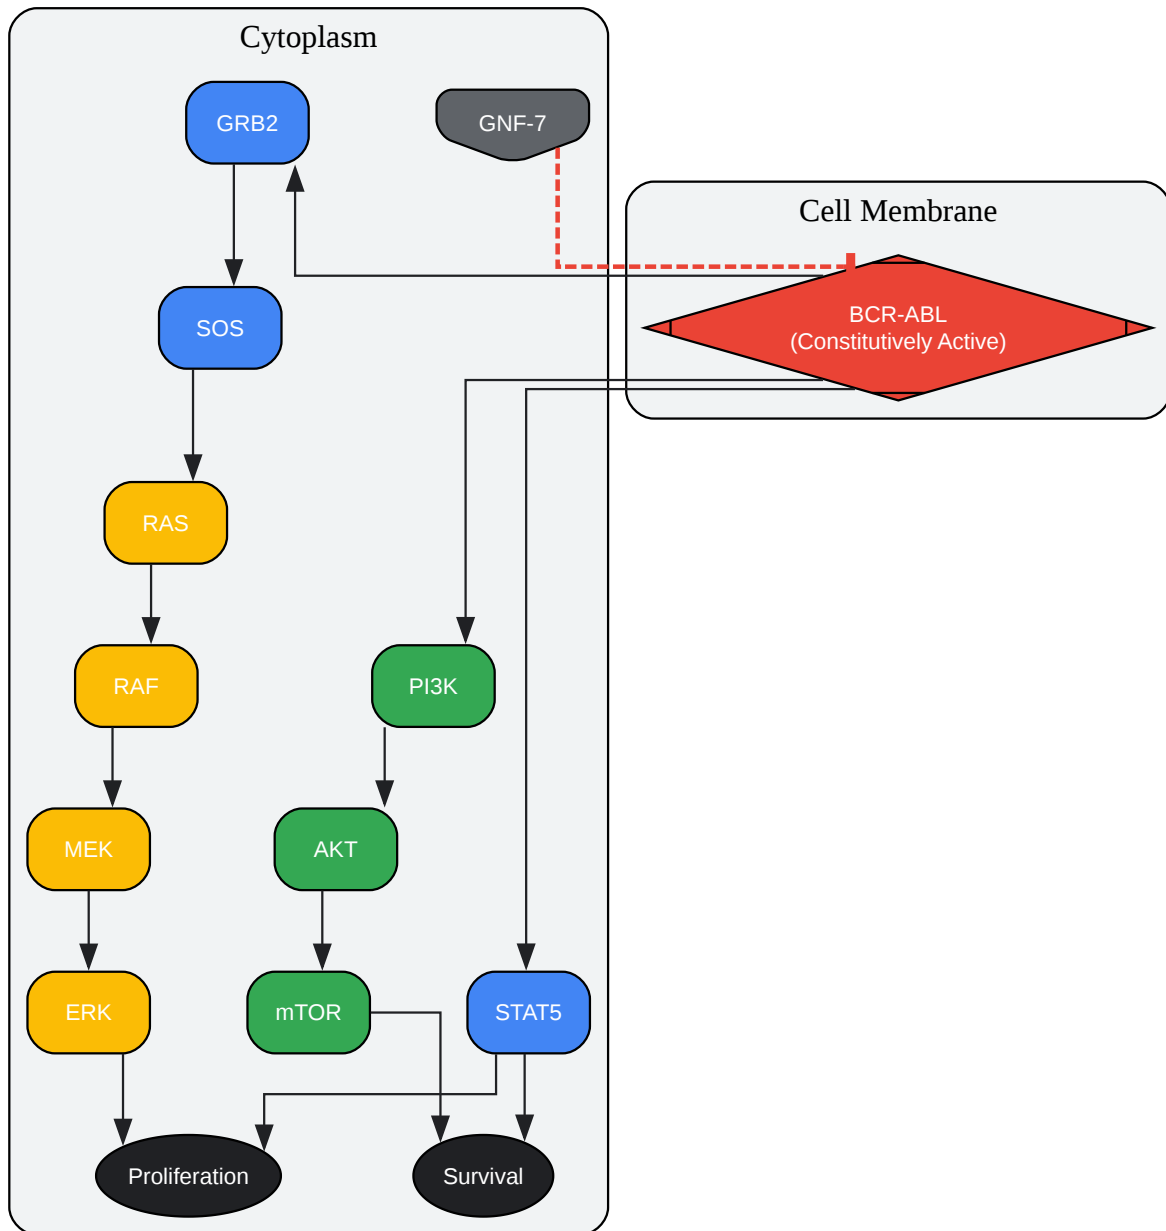 Cytoplasm
GRB2
GNF-7
Cell Membrane
SOS
BCR-ABL
(Constitutively Active)
RAS
RAF
PI3K
MEK
AKT
ERK
mTOR
STAT5
Proliferation
Survival